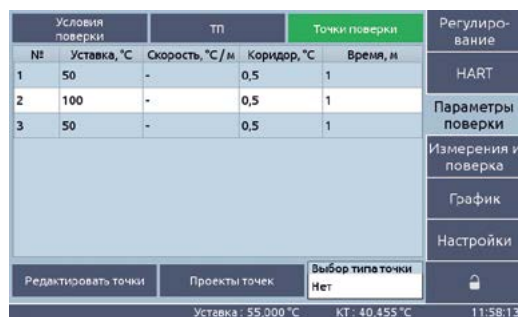 Условия
поверки
ТП
Точки поверки
Регулиро-
вание
№ Уставка, °C Скорость, °C / м Коридор, °C Время, м
1 50 - 0,5 1
2 100 - 0,5 1
3 50 - 0,5 1
HART
Параметры
поверки
Измерения и
поверка
График
Настройки
Редактировать точки
Проекты точек
Выбор типа точки
Нет
Уставка : 55.000 °C КТ : 40.455 °C 11:58:13